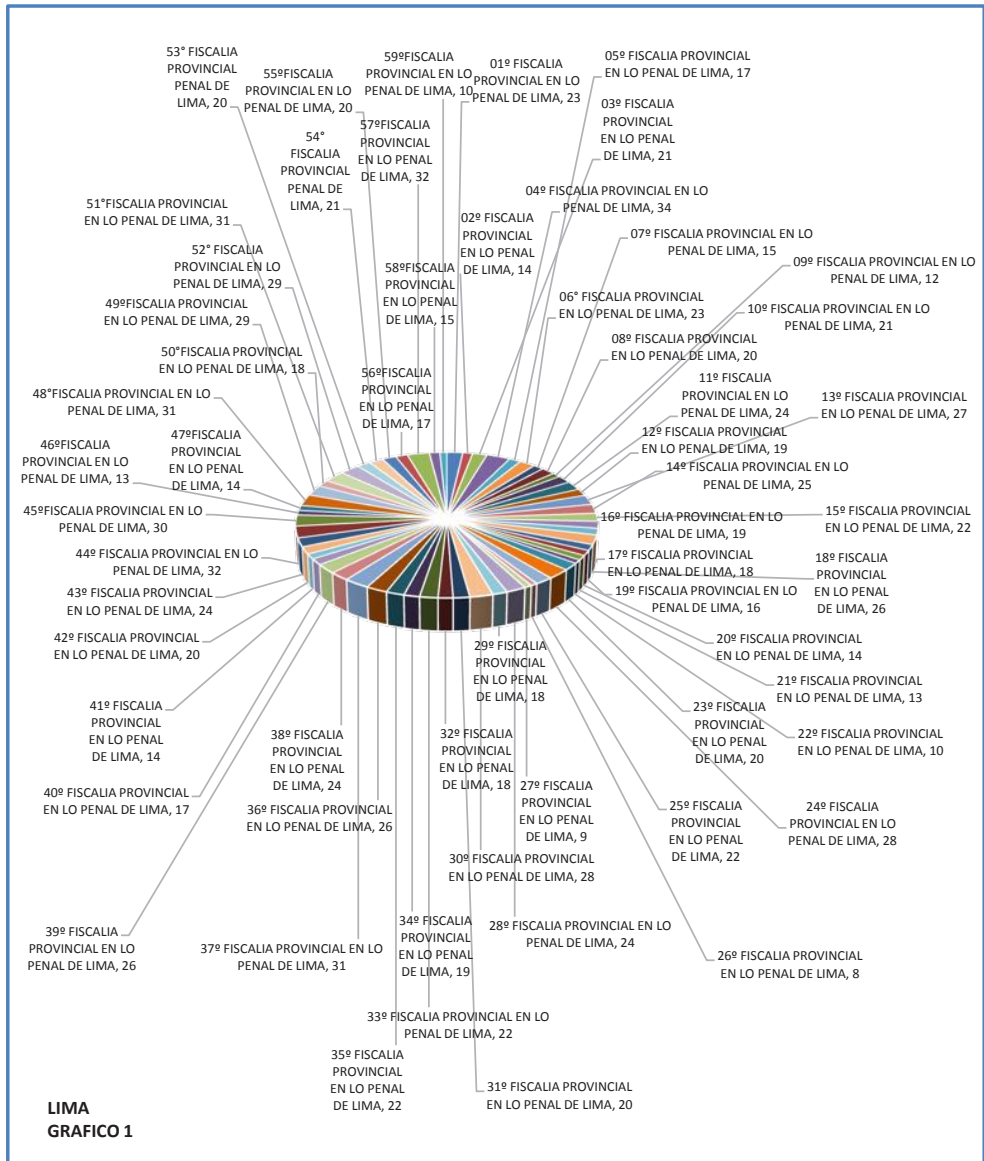 53° FISCALIA
PROVINCIAL
PENAL DE
LIMA, 20
55ºFISCALIA
PROVINCIAL EN LO
PENAL DE LIMA, 20
59ºFISCALIA
PROVINCIAL EN LO
PENAL DE LIMA, 10
01º FISCALIA
PROVINCIAL EN LO
PENAL DE LIMA, 23
05º FISCALIA PROVINCIAL
EN LO PENAL DE LIMA, 17
03º FISCALIA
PROVINCIAL
EN LO PENAL
DE LIMA, 21
54°
FISCALIA
PROVINCIAL
PENAL DE
LIMA, 21
57ºFISCALIA
PROVINCIAL
EN LO PENAL
DE LIMA, 32
04º FISCALIA PROVINCIAL EN LO
PENAL DE LIMA, 34
51°FISCALIA PROVINCIAL
EN LO PENAL DE LIMA, 31
02º FISCALIA
PROVINCIAL
EN LO PENAL
DE LIMA, 14
07º FISCALIA PROVINCIAL EN LO
PENAL DE LIMA, 15
52° FISCALIA
PROVINCIAL EN LO
PENAL DE LIMA, 29
58ºFISCALIA
PROVINCIAL
EN LO PENAL
DE LIMA, 15
09º FISCALIA PROVINCIAL EN LO
PENAL DE LIMA, 12
49ºFISCALIA PROVINCIAL
EN LO PENAL DE LIMA, 29
06° FISCALIA PROVINCIAL
EN LO PENAL DE LIMA, 23
10º FISCALIA PROVINCIAL EN LO
PENAL DE LIMA, 21
50°FISCALIA PROVINCIAL
EN LO PENAL DE LIMA, 18
08º FISCALIA PROVINCIAL
EN LO PENAL DE LIMA, 20
56ºFISCALIA
PROVINCIAL
EN LO PENAL
DE LIMA, 17
11º FISCALIA
PROVINCIAL EN LO
PENAL DE LIMA, 24
13º FISCALIA PROVINCIAL
EN LO PENAL DE LIMA, 27
48°FISCALIA PROVINCIAL EN LO
PENAL DE LIMA, 31
12º FISCALIA PROVINCIAL
EN LO PENAL DE LIMA, 19
46ºFISCALIA
PROVINCIAL EN LO
PENAL DE LIMA, 13
47ºFISCALIA
PROVINCIAL
EN LO PENAL
DE LIMA, 14
14º FISCALIA PROVINCIAL EN LO
PENAL DE LIMA, 25
45ºFISCALIA PROVINCIAL EN LO
PENAL DE LIMA, 30
16º FISCALIA PROVINCIAL EN LO
PENAL DE LIMA, 19
15º FISCALIA PROVINCIAL
EN LO PENAL DE LIMA, 22
44º FISCALIA PROVINCIAL EN LO
PENAL DE LIMA, 32
17º FISCALIA PROVINCIAL
EN LO PENAL DE LIMA, 18
18º FISCALIA
PROVINCIAL
EN LO PENAL
DE LIMA, 26
43º FISCALIA PROVINCIAL
EN LO PENAL DE LIMA, 24
19º FISCALIA PROVINCIAL EN LO
PENAL DE LIMA, 16
42º FISCALIA PROVINCIAL
EN LO PENAL DE LIMA, 20
20º FISCALIA PROVINCIAL
EN LO PENAL DE LIMA, 14
29º FISCALIA
PROVINCIAL
EN LO PENAL
DE LIMA, 18
21º FISCALIA PROVINCIAL
EN LO PENAL DE LIMA, 13
41º FISCALIA
PROVINCIAL
EN LO PENAL
DE LIMA, 14
23º FISCALIA
PROVINCIAL
EN LO PENAL
DE LIMA, 20
22º FISCALIA PROVINCIAL
EN LO PENAL DE LIMA, 10
38º FISCALIA
PROVINCIAL
EN LO PENAL
DE LIMA, 24
32º FISCALIA
PROVINCIAL
EN LO PENAL
DE LIMA, 18
40º FISCALIA PROVINCIAL
EN LO PENAL DE LIMA, 17
27º FISCALIA
PROVINCIAL
EN LO PENAL
DE LIMA, 9
36º FISCALIA PROVINCIAL
EN LO PENAL DE LIMA, 26
25º FISCALIA
PROVINCIAL
EN LO PENAL
DE LIMA, 22
24º FISCALIA
PROVINCIAL EN LO
PENAL DE LIMA, 28
30º FISCALIA PROVINCIAL
EN LO PENAL DE LIMA, 28
39º FISCALIA
PROVINCIAL EN LO
PENAL DE LIMA, 26
37º FISCALIA PROVINCIAL EN LO
PENAL DE LIMA, 31
34º FISCALIA
PROVINCIAL
EN LO PENAL
DE LIMA, 19
28º FISCALIA PROVINCIAL EN LO
PENAL DE LIMA, 24
26º FISCALIA PROVINCIAL
EN LO PENAL DE LIMA, 8
33º FISCALIA PROVINCIAL EN LO
PENAL DE LIMA, 22
35º FISCALIA
PROVINCIAL
EN LO PENAL
DE LIMA, 22
31º FISCALIA PROVINCIAL
EN LO PENAL DE LIMA, 20
LIMA
GRAFICO 1